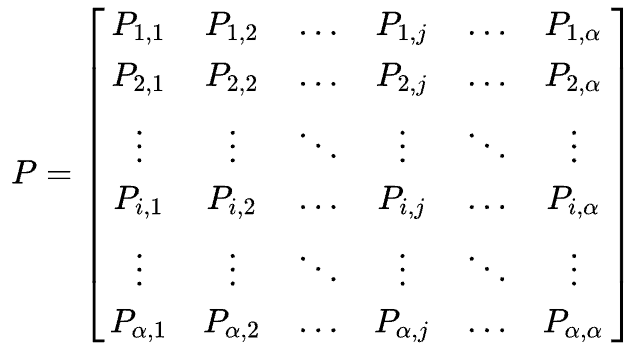 P = [ P_{1,1} P_{1,2} … P_{1,j} … P_{1,α}
P_{2,1} P_{2,2} … P_{2,j} … P_{2,α}
⋮ ⋮ ⋱ ⋮ ⋱ ⋮
P_{i,1} P_{i,2} … P_{i,j} … P_{i,α}
⋮ ⋮ ⋱ ⋮ ⋱ ⋮
P_{α,1} P_{α,2} … P_{α,j} … P_{α,α} ]